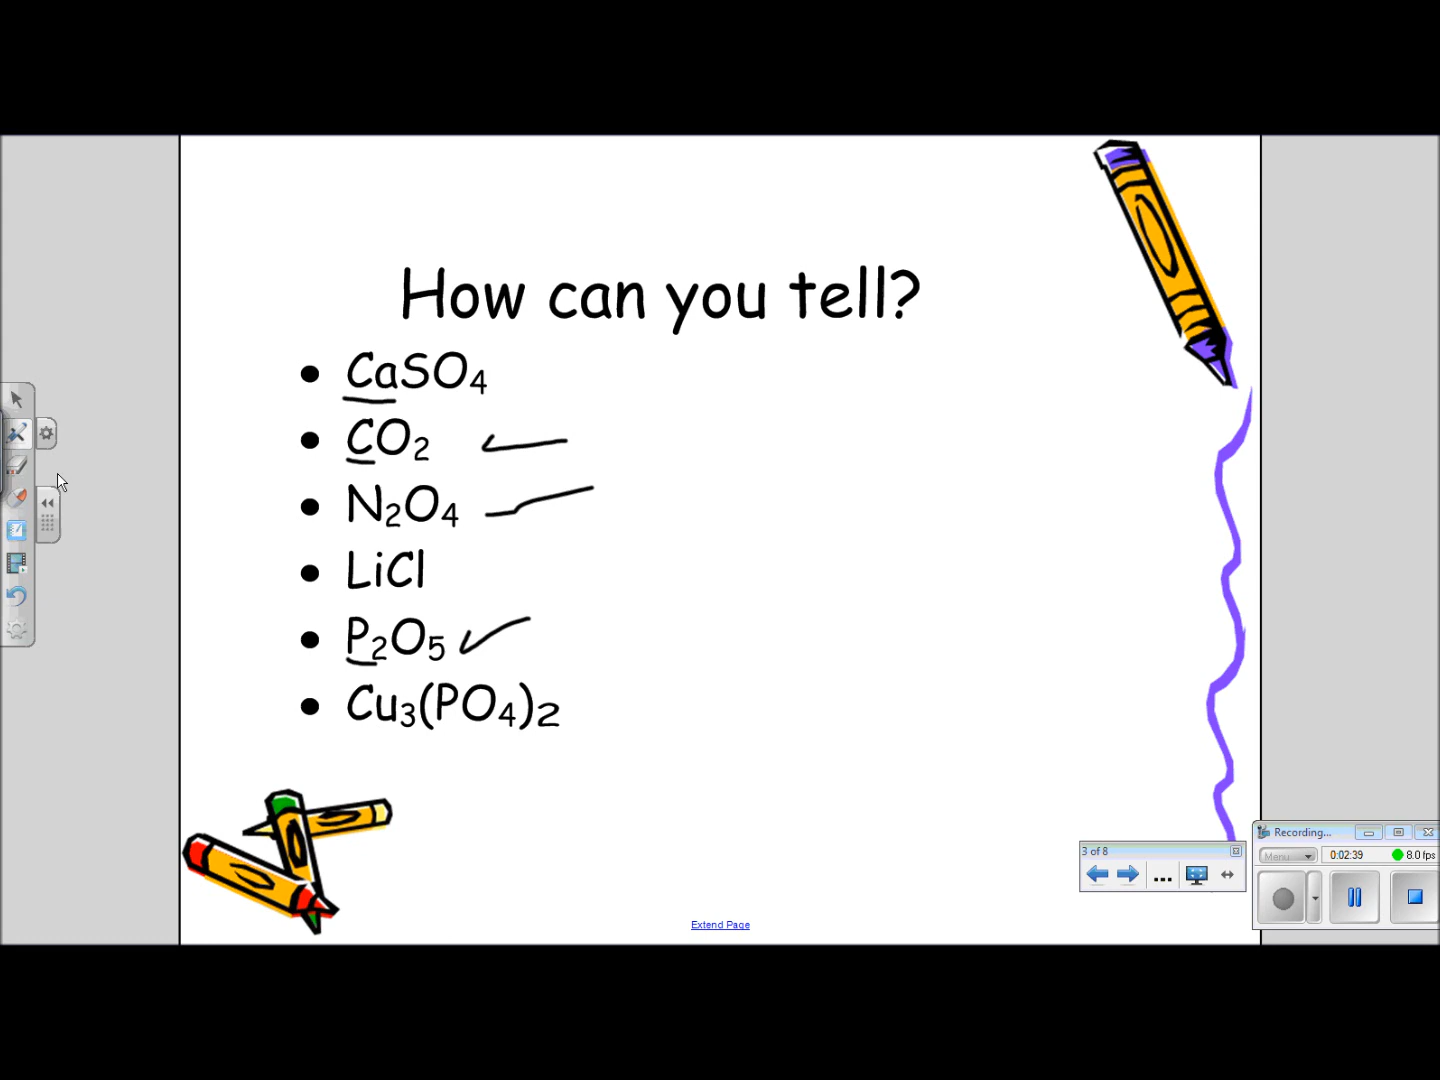 How can you tell?
• CaSO₄
• CO₂
• N₂O₄
• LiCl
• P₂O₅
• Cu₃(PO₄)₂
Recording...
Menu
0:02:39
8.0 fps
3 of 8
...
Extend Page